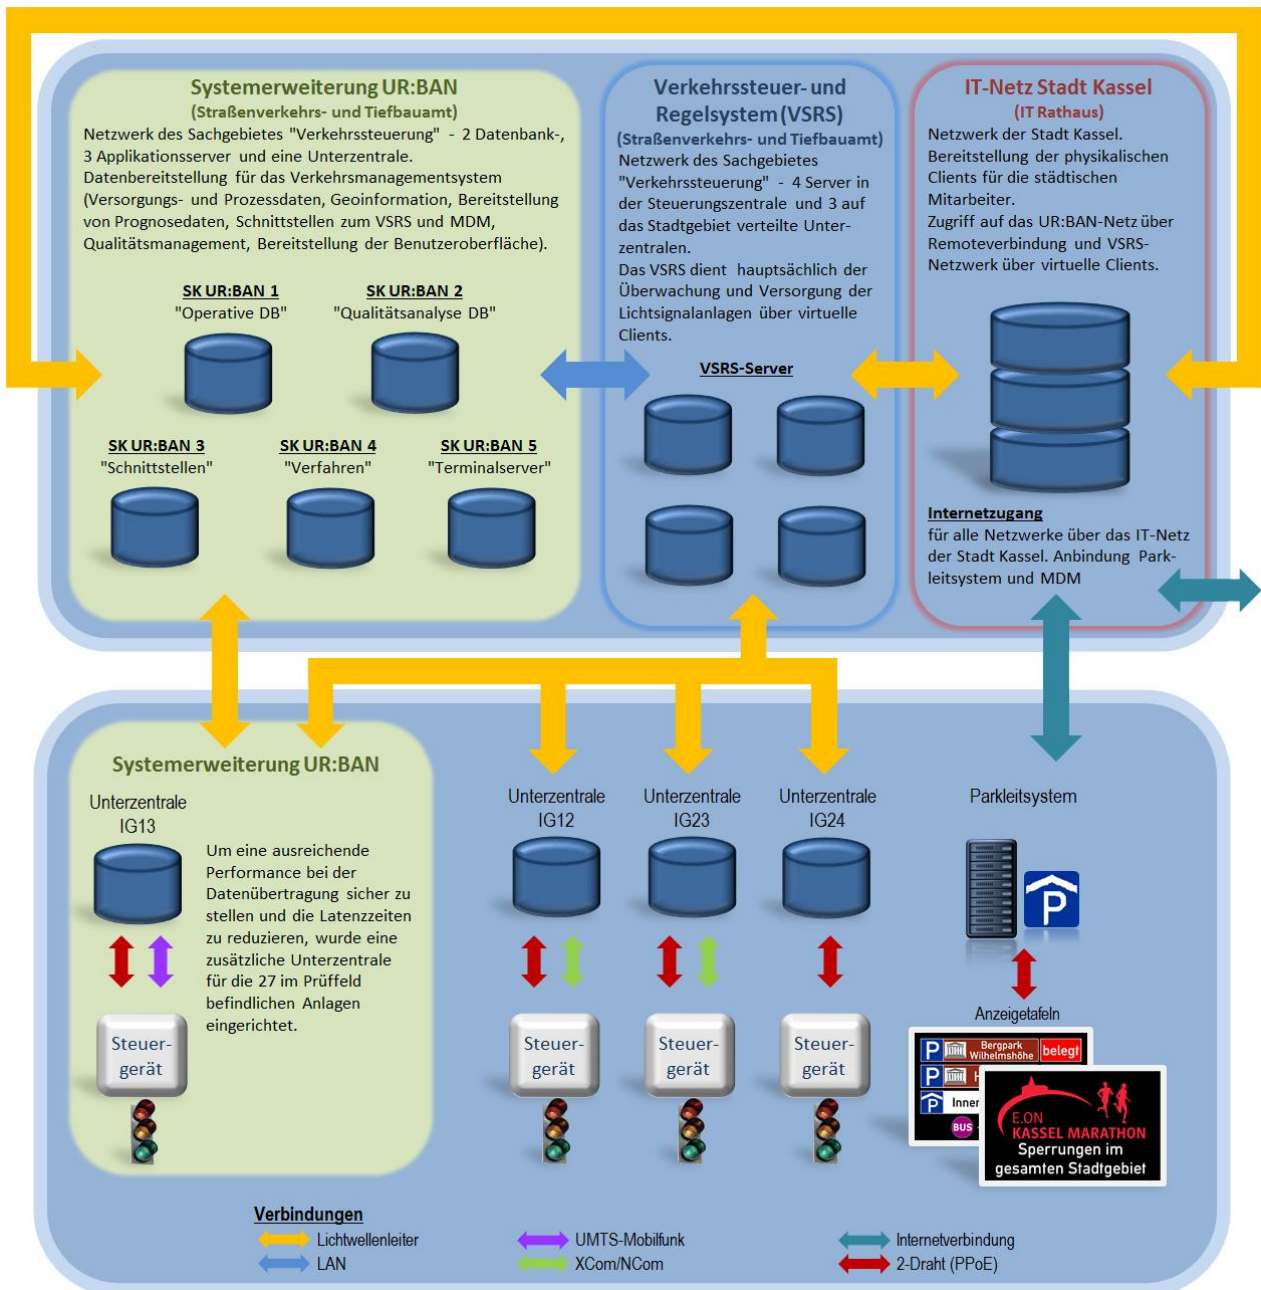 Systemerweiterung UR:BAN
(Straßenverkehrs- und Tiefbauamt)
Netzwerk des Sachgebietes "Verkehrssteuerung" - 2 Datenbank-,
3 Applikationsserver und eine Unterzentrale.
Datenbereitstellung für das Verkehrsmanagementsystem
(Versorgungs- und Prozessdaten, Geoinformation, Bereitstellung
von Prognosedaten, Schnittstellen zum VSRS und MDM,
Qualitätsmanagement, Bereitstellung der Benutzeroberfläche).
SK UR:BAN 1
"Operative DB"
SK UR:BAN 2
"Qualitätsanalyse DB"
SK UR:BAN 3
"Schnittstellen"
SK UR:BAN 4
"Verfahren"
SK UR:BAN 5
"Terminalserver"
Verkehrssteuer- und
Regelsystem (VSRS)
(Straßenverkehrs- und Tiefbauamt)
Netzwerk des Sachgebietes
"Verkehrssteuerung" - 4 Server in
der Steuerungszentrale und 3 auf
das Stadtgebiet verteilte Unter-
zentralen.
Das VSRS dient hauptsächlich der
Überwachung und Versorgung der
Lichtsignalanlagen über virtuelle
Clients.
VSRS-Server
IT-Netz Stadt Kassel
(IT Rathaus)
Netzwerk der Stadt Kassel.
Bereitstellung der physikalischen
Clients für die städtischen
Mitarbeiter.
Zugriff auf das UR:BAN-Netz über
Remoteverbindung und VSRS-
Netzwerk über virtuelle Clients.
Internetzugang
für alle Netzwerke über das IT-Netz
der Stadt Kassel. Anbindung Park-
leitsystem und MDM
Systemerweiterung UR:BAN
Unterzentrale
IG13
Um eine ausreichende
Performance bei der
Datenübertragung sicher zu
stellen und die Latenzzeiten
zu reduzieren, wurde eine
zusätzliche Unterzentrale
für die 27 im Prüffeld
befindlichen Anlagen
eingerichtet.
Steuer-
gerät
Unterzentrale
IG12
Steuer-
gerät
Unterzentrale
IG23
Steuer-
gerät
Unterzentrale
IG24
Steuer-
gerät
Parkleitsystem
P
Anzeigetafeln
P Bergpark
Wilhelmshöhe belegt
P H
P Inner
BUS
E.ON
KASSEL MARATHON
Sperrungen im
gesamten Stadtgebiet
Verbindungen
Lichtwellenleiter
LAN
UMTS-Mobilfunk
XCom/NCom
Internetverbindung
2-Draht (PPoE)